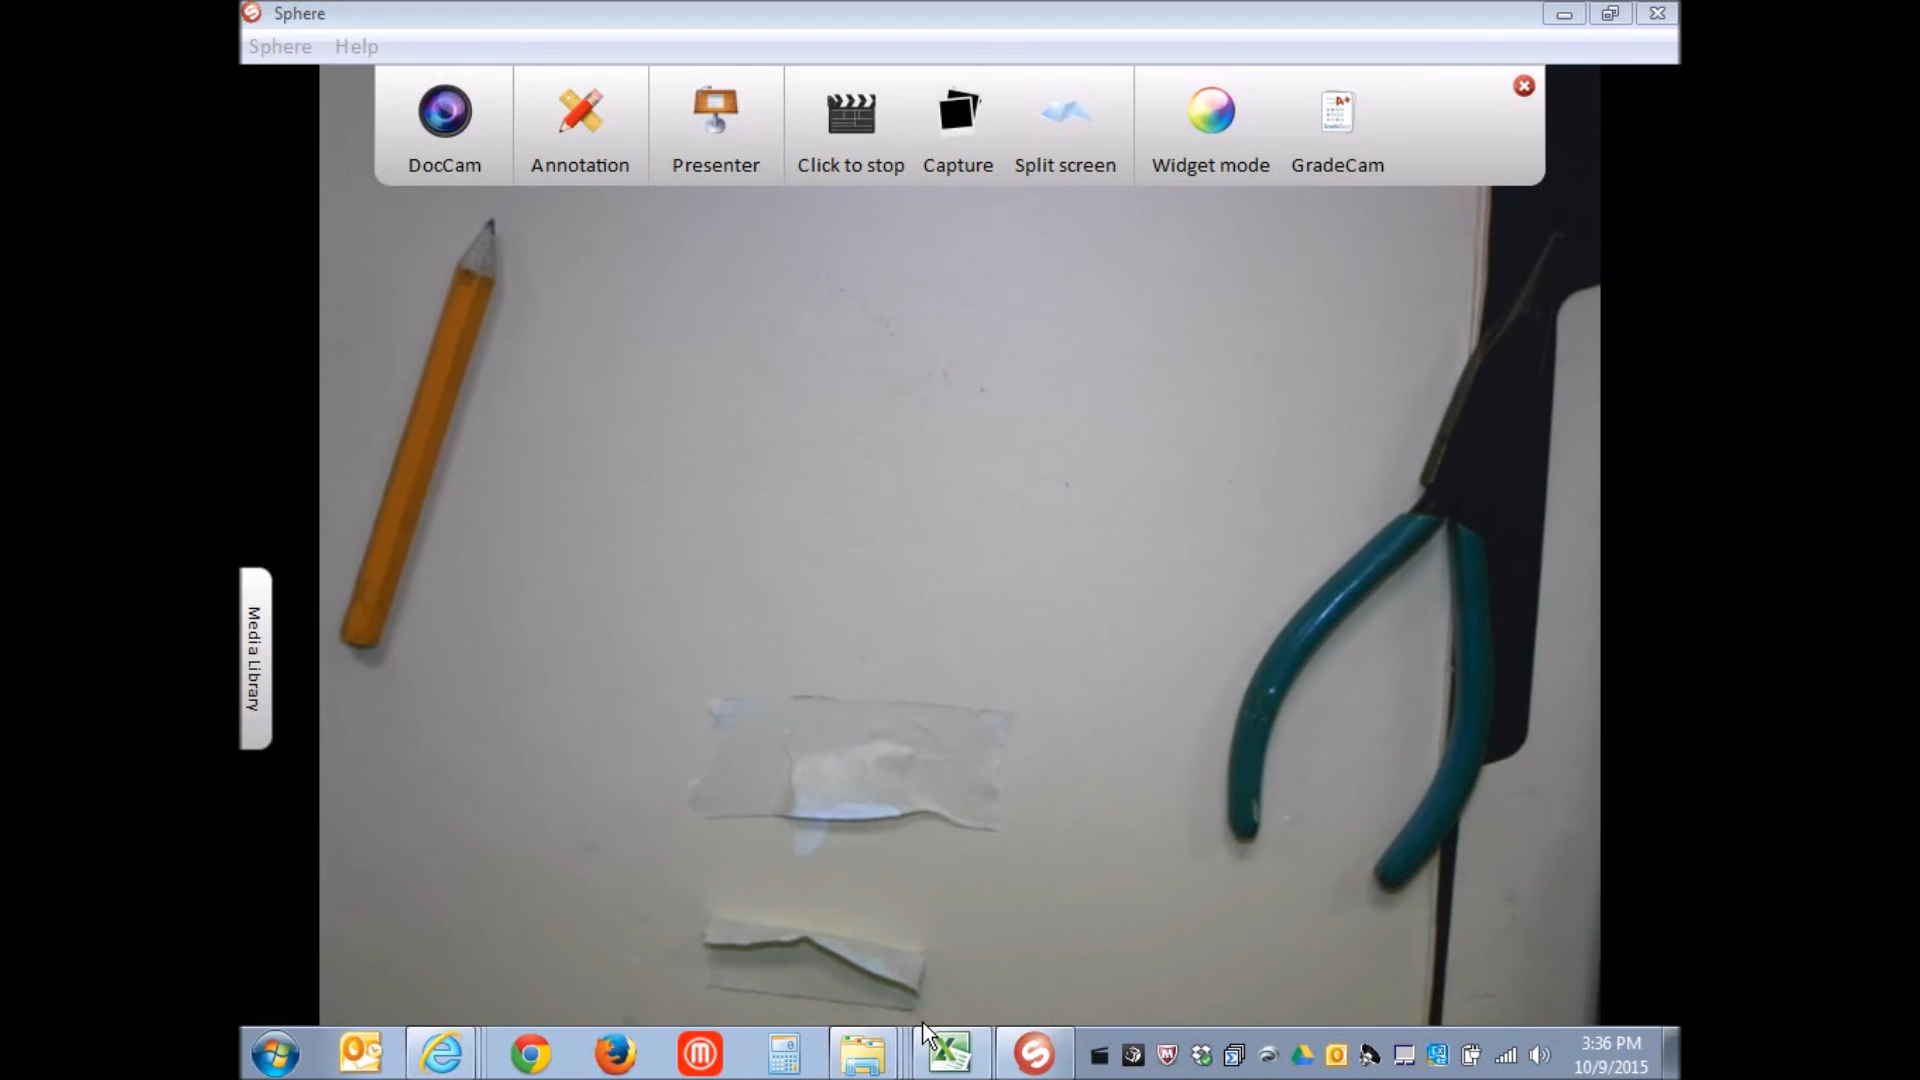 Sphere
Sphere Help
DocCam Annotation Presenter Click to stop Capture Split screen Widget mode GradeCam
Media Library
3:36 PM
10/9/2015